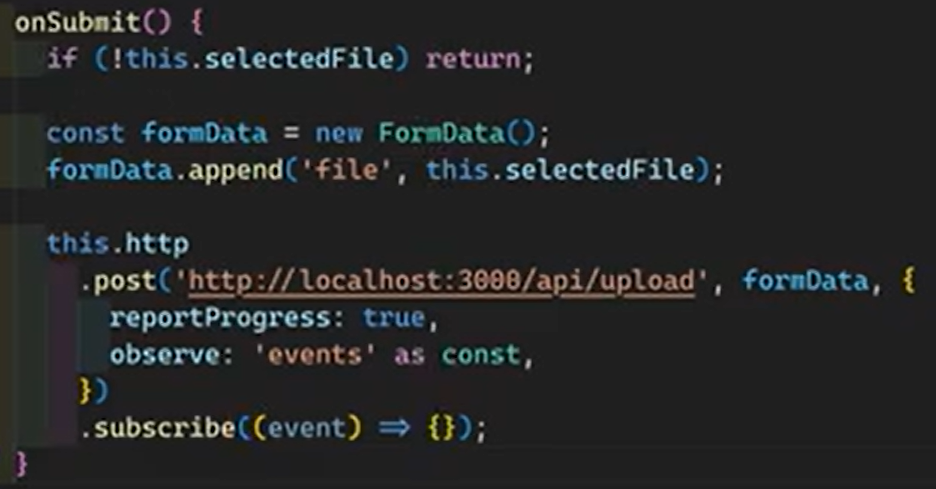 onSubmit() {
if (!this.selectedFile) return;
const formData = new FormData();
formData.append('file', this.selectedFile);
this.http
.post('http://localhost:3000/api/upload', formData, {
reportProgress: true,
observe: 'events' as const,
})
.subscribe((event) => {});
}